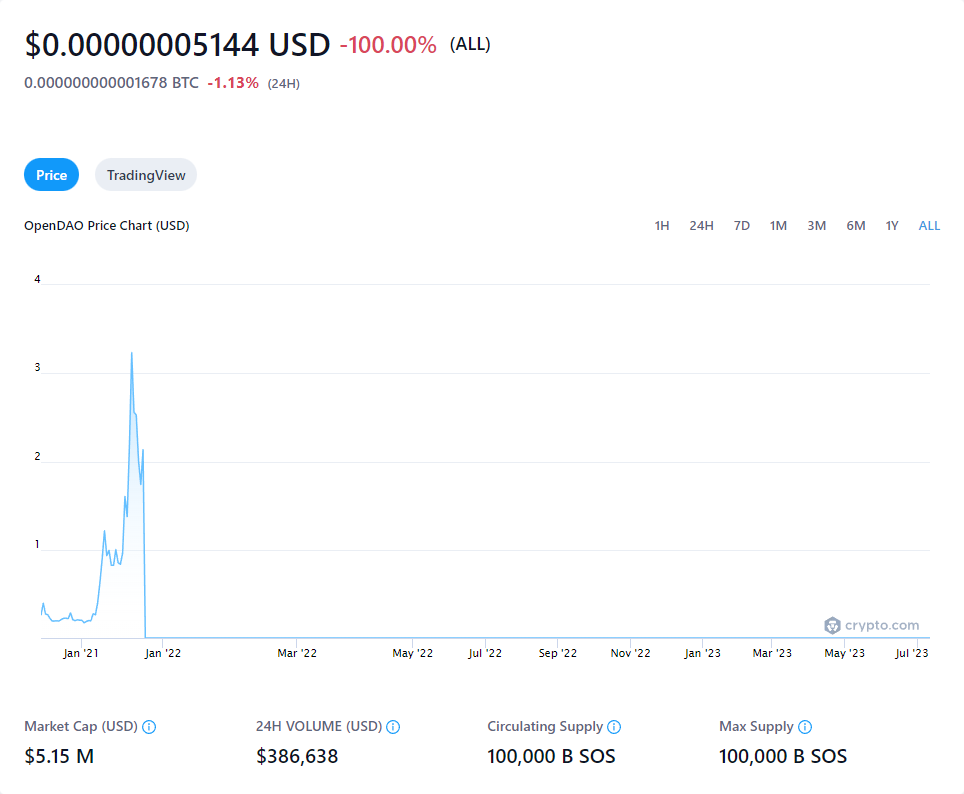 $0.00000005144 USD -100.00% (ALL)
0.000000000001678 BTC -1.13% (24H)
Price TradingView
OpenDAO Price Chart (USD) 1H 24H 7D 1M 3M 6M 1Y ALL
4
3
2
1
crypto.com
Jan '21 Jan '22 Mar '22 May '22 Jul '22 Sep '22 Nov '22 Jan '23 Mar '23 May '23 Jul '23
Market Cap (USD) 24H VOLUME (USD) Circulating Supply Max Supply
$5.15 M $386,638 100,000 B SOS 100,000 B SOS